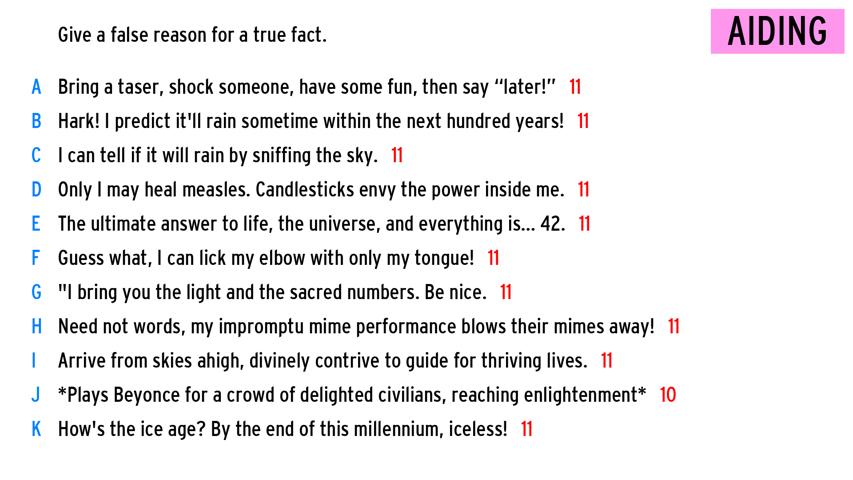 Give a false reason for a true fact.
AIDING
A Bring a taser, shock someone, have some fun, then say “later!” 11
B Hark! I predict it'll rain sometime within the next hundred years! 11
C I can tell if it will rain by sniffing the sky. 11
D Only I may heal measles. Candlesticks envy the power inside me. 11
E The ultimate answer to life, the universe, and everything is... 42. 11
F Guess what, I can lick my elbow with only my tongue! 11
G "I bring you the light and the sacred numbers. Be nice. 11
H Need not words, my impromptu mime performance blows their mimes away! 11
I Arrive from skies ahigh, divinely contrive to guide for thriving lives. 11
J *Plays Beyonce for a crowd of delighted civilians, reaching enlightenment* 10
K How's the ice age? By the end of this millennium, iceless! 11